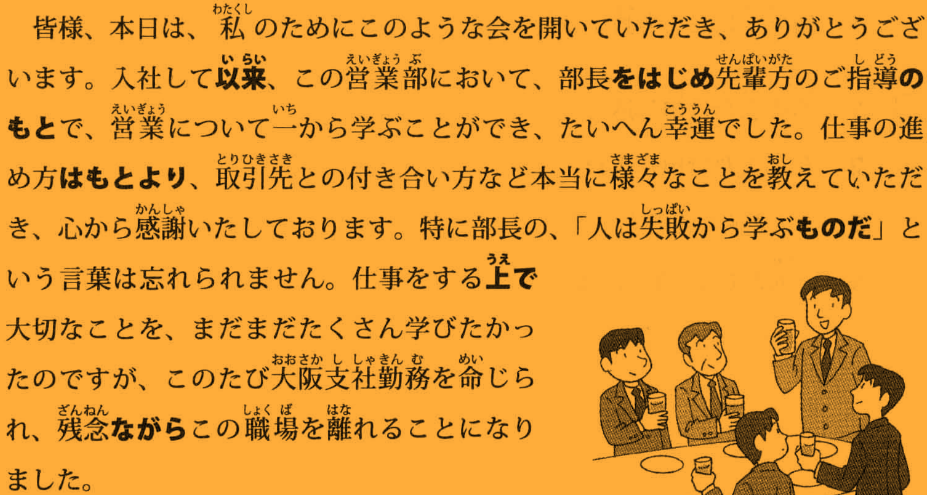 皆様、本日は、私のためにこのような会を開いていただき、ありがとうござ
います。入社して以来、この営業部において、部長をはじめ先輩方のご指導の
もとで、営業について一から学ぶことができ、たいへん幸運でした。仕事の進
め方はもとより、取引先との付き合い方など本当に様々なことを教えていただ
き、心から感謝いたしております。特に部長の、「人は失敗から学ぶものだ」と
いう言葉は忘れられません。仕事をする上で
大切なことを、まだまだたくさん学びたかっ
たのですが、このたび大阪支社勤務を命じら
れ、残念ながらこの職場を離れることになり
ました。